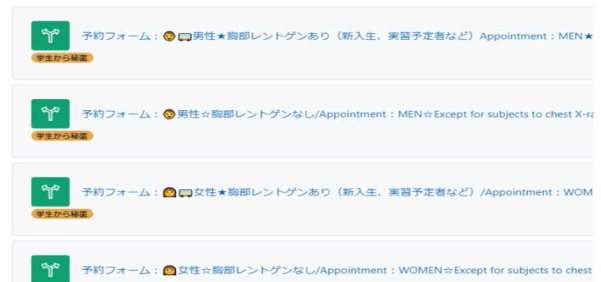 予約フォーム：👨🚌男性★胸部レントゲンあり（新入生、実習予定者など）Appointment：MEN★
学生から秘匿
予約フォーム：👨男性☆胸部レントゲンなし/Appointment：MEN☆Except for subjects to chest X-ra
学生から秘匿
予約フォーム：👩🚌女性★胸部レントゲンあり（新入生、実習予定者など）/Appointment：WOM
学生から秘匿
予約フォーム：👩女性☆胸部レントゲンなし/Appointment：WOMEN☆Except for subjects to chest